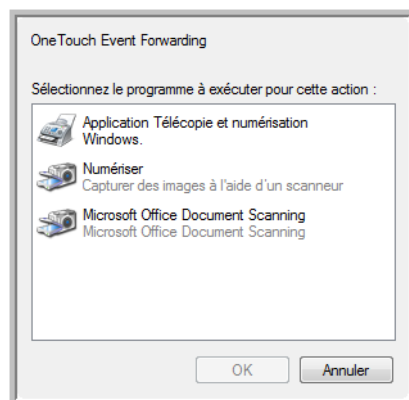 OneTouch Event Forwarding
Sélectionnez le programme à exécuter pour cette action :
Application Télécopie et numérisation
Windows.
Numériser
Capturer des images à l'aide d'un scanneur
Microsoft Office Document Scanning
Microsoft Office Document Scanning
OK
Annuler